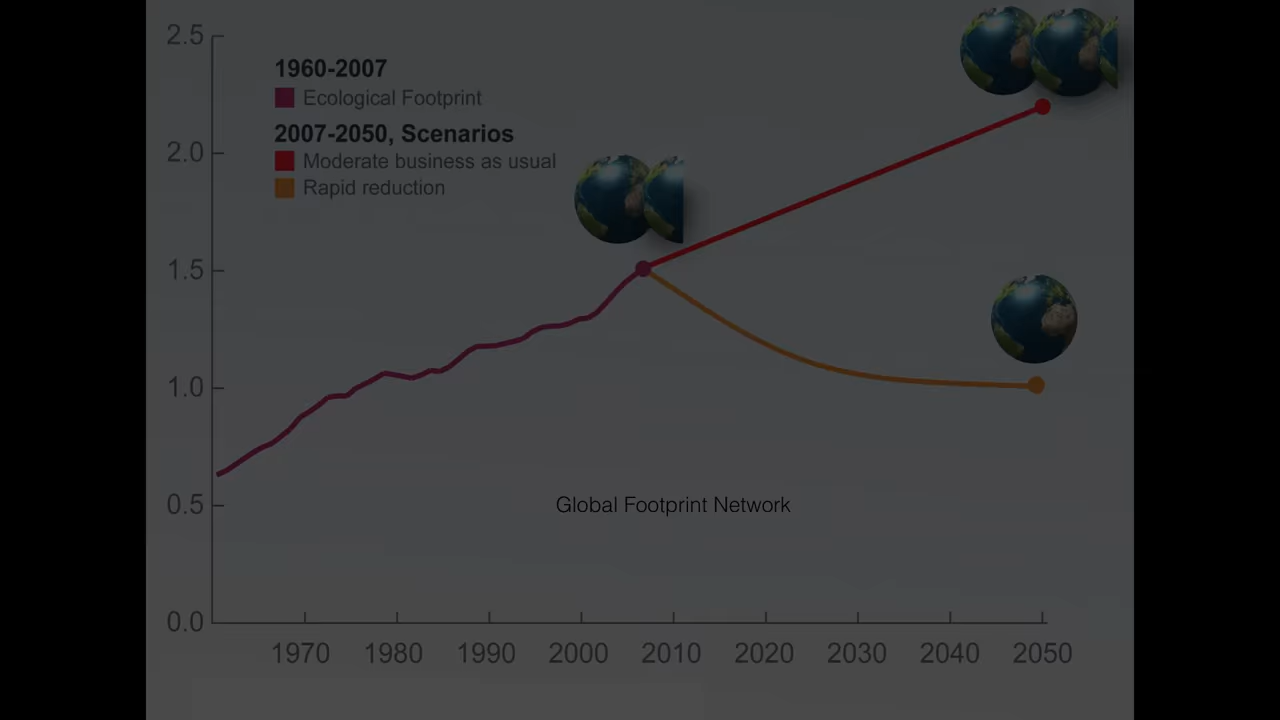 2.5
1960-2007
Ecological Footprint
2007-2050, Scenarios
2.0
Moderate business as usual
Rapid reduction
1.5
1.0
0.5
Global Footprint Network
0.0
1970 1980 1990 2000 2010 2020 2030 2040 2050